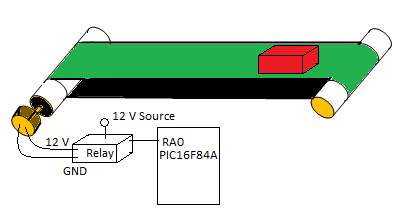 12 V Source
12 V
RA0
Relay
PIC16F84A
GND